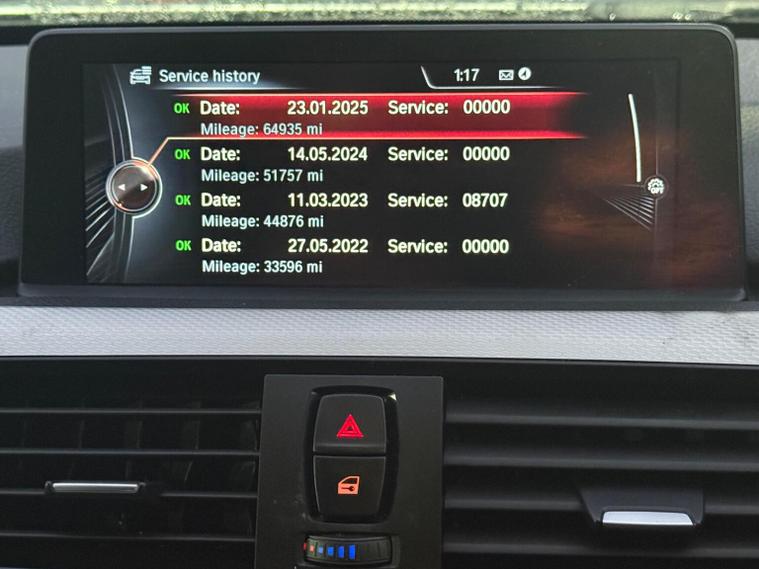 Service history 1:17
OK Date: 23.01.2025 Service: 00000
Mileage: 64935 mi
OK Date: 14.05.2024 Service: 00000
Mileage: 51757 mi
OK Date: 11.03.2023 Service: 08707
Mileage: 44876 mi
OFF
OK Date: 27.05.2022 Service: 00000
Mileage: 33596 mi